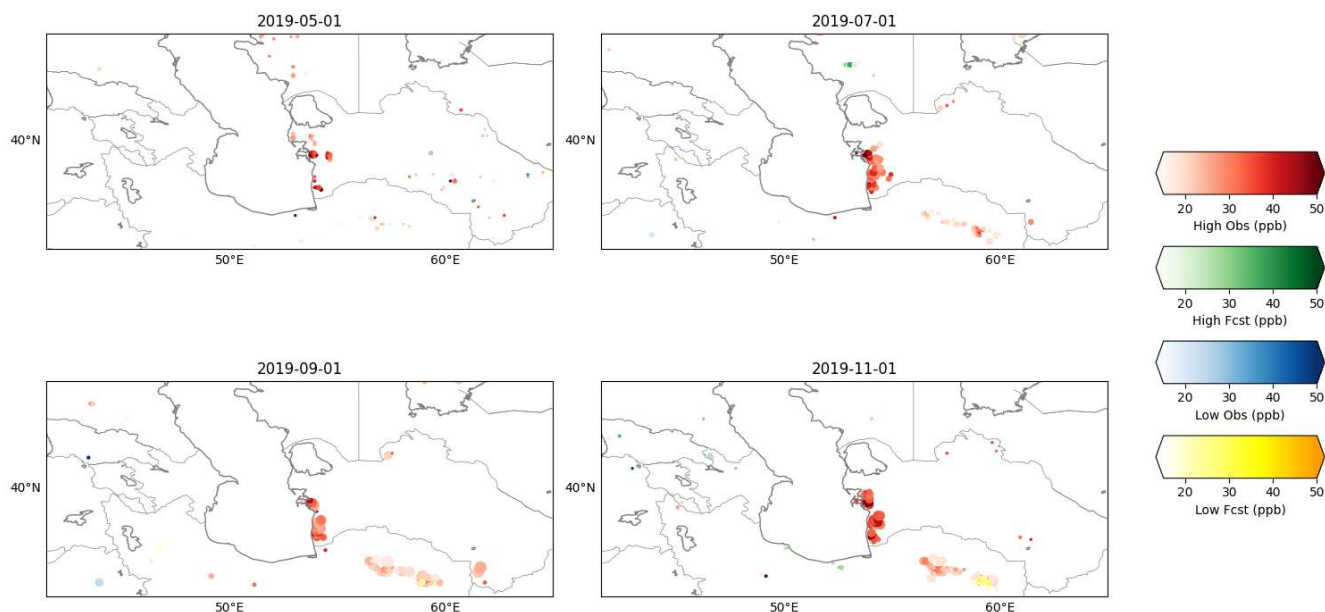 2019-05-01
2019-07-01
40°N
40°N
50°E
60°E
50°E
60°E
20 30 40 50
High Obs (ppb)
20 30 40 50
High Fcst (ppb)
2019-09-01
2019-11-01
20 30 40 50
Low Obs (ppb)
20 30 40 50
Low Fcst (ppb)
40°N
40°N
50°E
60°E
50°E
60°E